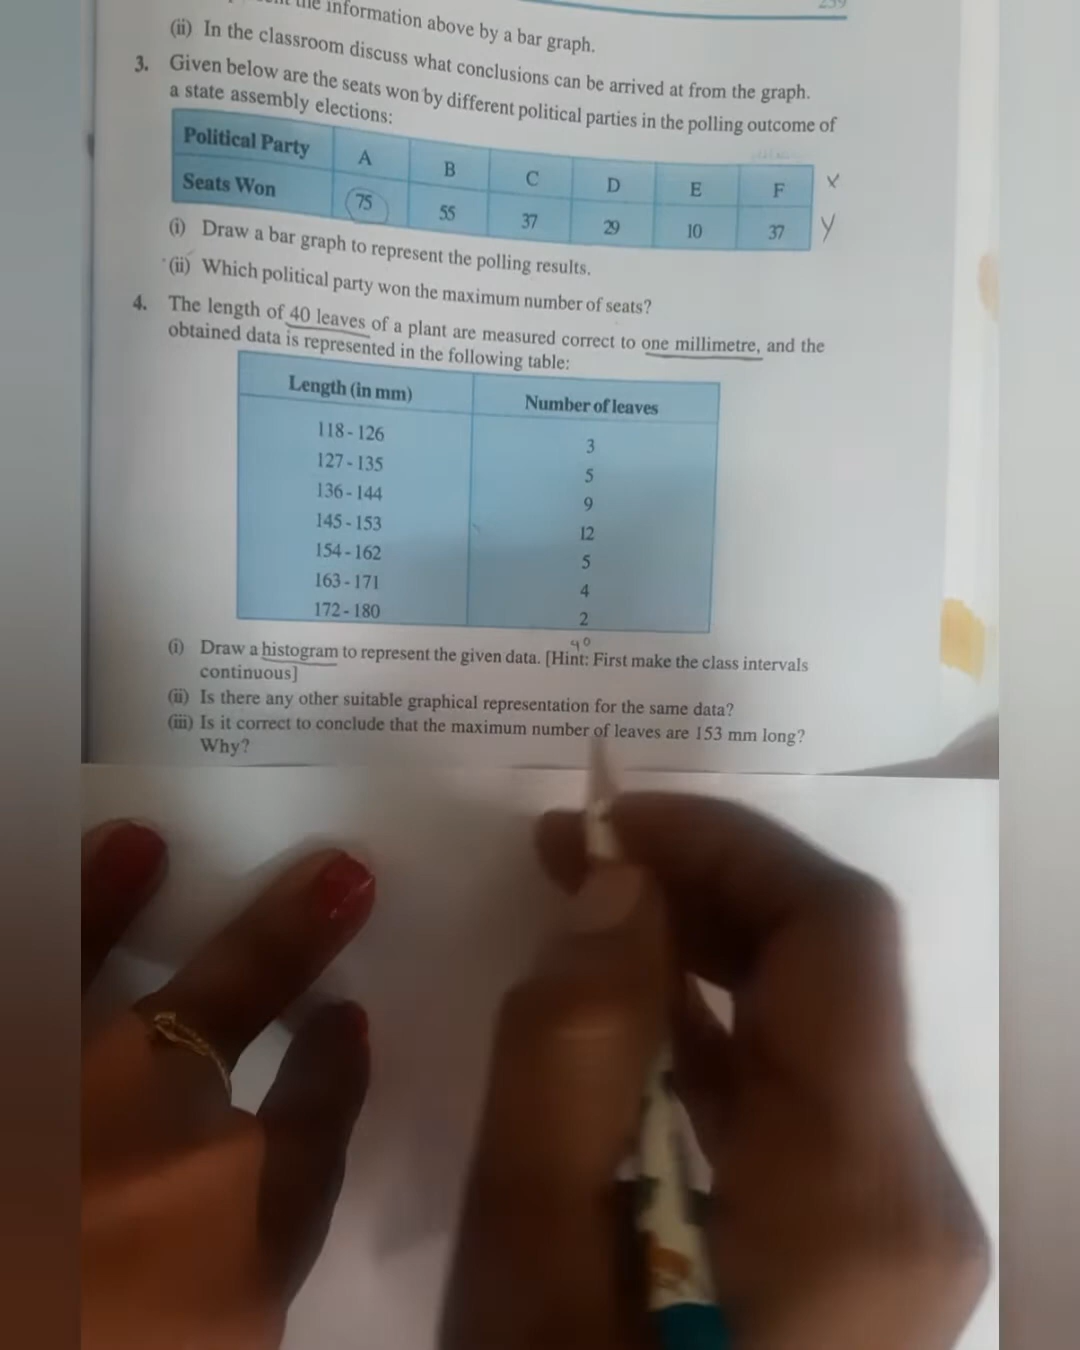 the information above by a bar graph.
(ii) In the classroom discuss what conclusions can be arrived at from the graph.
3. Given below are the seats won by different political parties in the polling outcome of
a state assembly elections:
Political Party A B C D E F X
Seats Won 75 55 37 29 10 37 Y
(i) Draw a bar graph to represent the polling results.
(ii) Which political party won the maximum number of seats?
4. The length of 40 leaves of a plant are measured correct to one millimetre, and the
obtained data is represented in the following table:
Length (in mm) Number of leaves
118 - 126 3
127 - 135 5
136 - 144 9
145 - 153 12
154 - 162 5
163 - 171 4
172 - 180 2
40
(i) Draw a histogram to represent the given data. [Hint: First make the class intervals
continuous]
(ii) Is there any other suitable graphical representation for the same data?
(iii) Is it correct to conclude that the maximum number of leaves are 153 mm long?
Why?